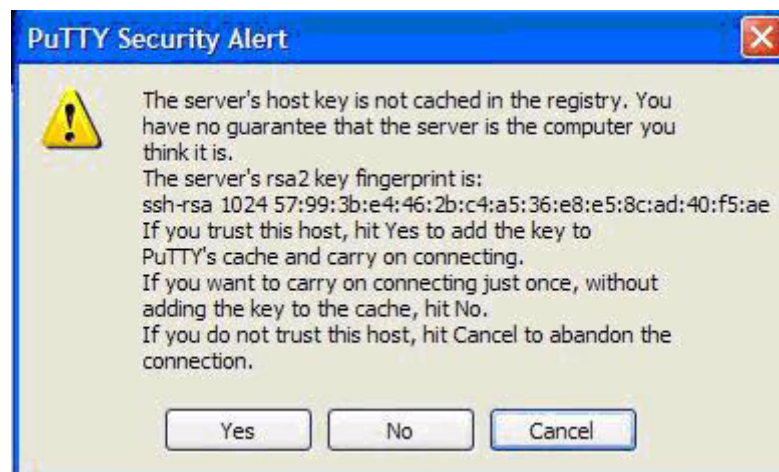 PuTTY Security Alert
The server's host key is not cached in the registry. You
have no guarantee that the server is the computer you
think it is.
The server's rsa2 key fingerprint is:
ssh-rsa 1024 57:99:3b:e4:46:2b:c4:a5:36:e8:e5:8c:ad:40:f5:ae
If you trust this host, hit Yes to add the key to
PuTTY's cache and carry on connecting.
If you want to carry on connecting just once, without
adding the key to the cache, hit No.
If you do not trust this host, hit Cancel to abandon the
connection.
Yes No Cancel